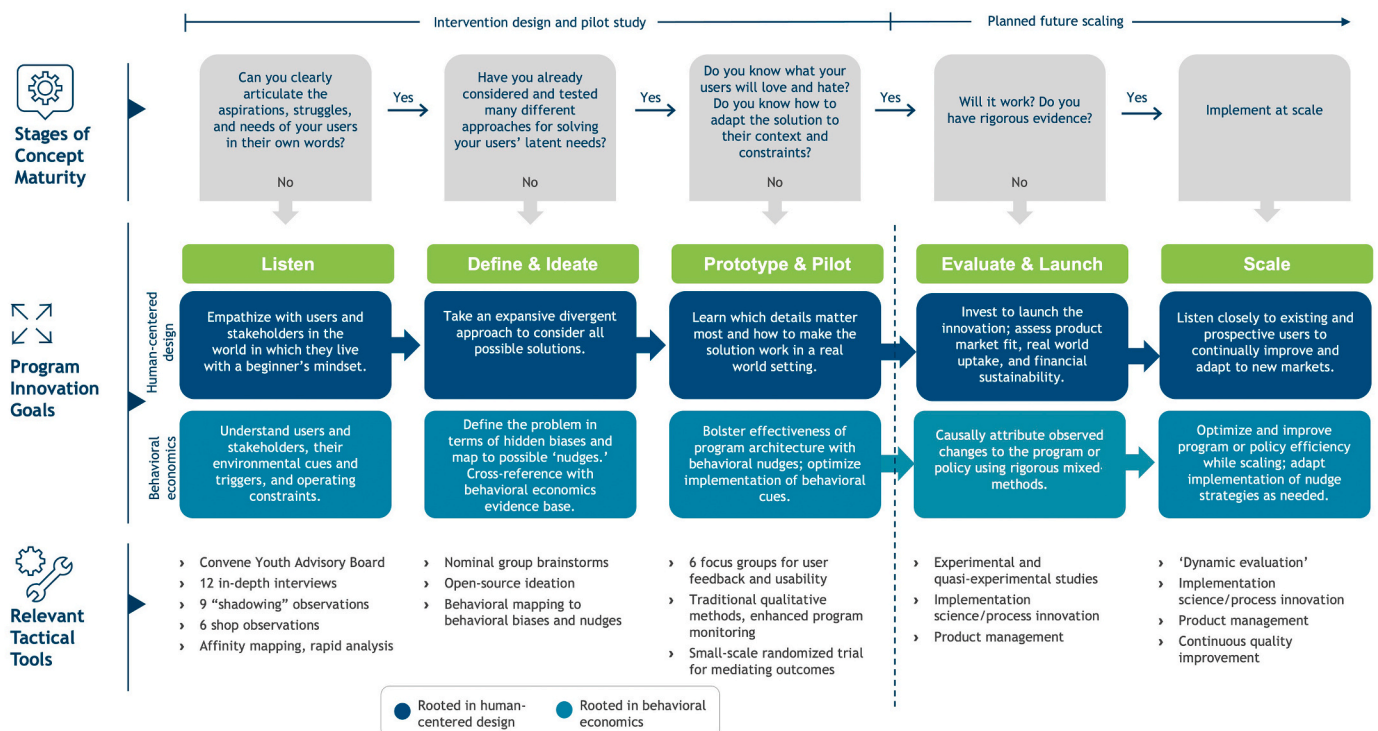 Intervention design and pilot study
Planned future scaling
Stages of
Concept
Maturity
Can you clearly
articulate the
aspirations, struggles,
and needs of your users
in their own words?
No
Yes
Have you already
considered and tested
many different
approaches for solving
your users’ latent needs?
No
Yes
Do you know what your
users will love and hate?
Do you know how to
adapt the solution to
their context and
constraints?
No
Yes
Will it work? Do you
have rigorous evidence?
No
Yes
Implement at scale
Program
Innovation
Goals
Listen
Define & Ideate
Prototype & Pilot
Evaluate & Launch
Scale
Human-centered
design
Empathize with users and
stakeholders in the
world in which they live
with a beginner’s mindset.
Take an expansive divergent
approach to consider all
possible solutions.
Learn which details matter
most and how to make the
solution work in a real
world setting.
Invest to launch the
innovation; assess product
market fit, real world
uptake, and financial
sustainability.
Listen closely to existing and
prospective users to
continually improve and
adapt to new markets.
Behavioral
economics
Understand users and
stakeholders, their
environmental cues and
triggers, and operating
constraints.
Define the problem in
terms of hidden biases and
map to possible ‘nudges.’
Cross-reference with
behavioral economics
evidence base.
Bolster effectiveness of
program architecture with
behavioral nudges; optimize
implementation of behavioral
cues.
Causally attribute observed
changes to the program or
policy using rigorous mixed-
methods.
Optimize and improve
program or policy efficiency
while scaling; adapt
implementation of nudge
strategies as needed.
Relevant
Tactical
Tools
› Convene Youth Advisory Board
› 12 in-depth interviews
› 9 “shadowing” observations
› 6 shop observations
› Affinity mapping, rapid analysis
› Nominal group brainstorms
› Open-source ideation
› Behavioral mapping to
behavioral biases and nudges
› 6 focus groups for user
feedback and usability
› Traditional qualitative
methods, enhanced program
monitoring
› Small-scale randomized trial
for mediating outcomes
› Experimental and
quasi-experimental studies
› Implementation
science/process innovation
› Product management
› ‘Dynamic evaluation’
› Implementation
science/process innovation
› Product management
› Continuous quality
improvement
Rooted in human-
centered design
Rooted in behavioral
economics